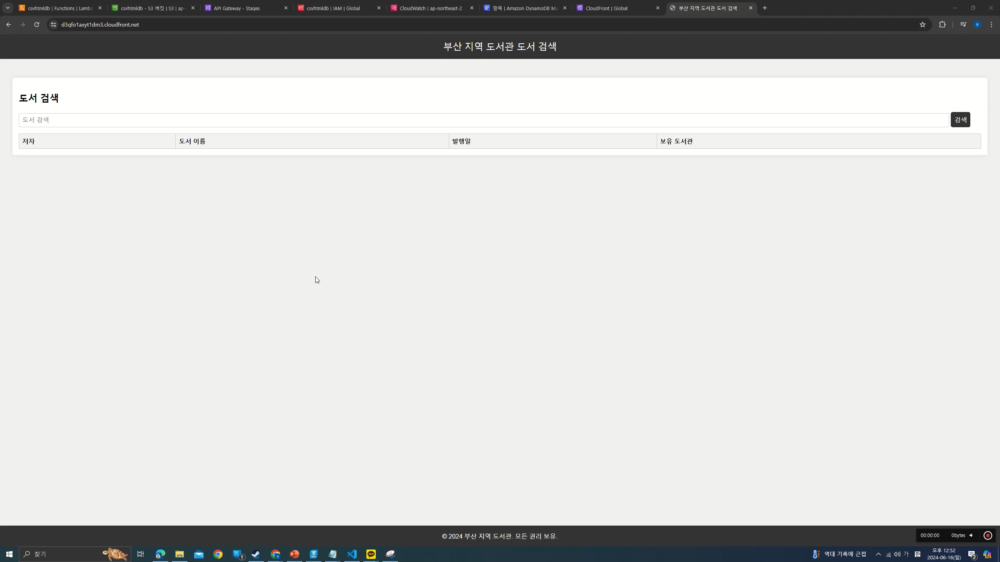 csvhtmldb | Functions | Lambd
csvhtmldb - S3 버킷 | S3 | ap-
API Gateway - Stages
csvhtmldb | IAM | Global
CloudWatch | ap-northeast-2
항목 | Amazon DynamoDB Ma
CloudFront | Global
부산 지역 도서관 도서 검색
d3qfo1axyt1dm3.cloudfront.net
부산 지역 도서관 도서 검색
도서 검색
도서 검색
검색
저자 도서 이름 발행일 보유 도서관
© 2024 부산 지역 도서관. 모든 권리 보유.
00:00:00 0bytes
찾기
TALK
역대 기록에 근접
가 한
오후 12:52
2024-06-16(일)
2
PRE